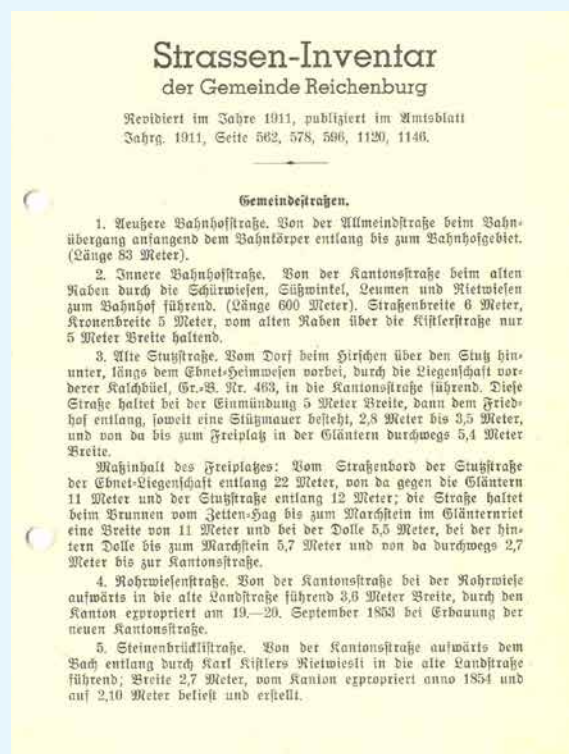 Strassen-Inventar
der Gemeinde Reichenburg
Revidiert im Jahre 1911, publiziert im Amtsblatt
Jahrg. 1911, Seite 562, 578, 596, 1120, 1146.
Gemeindestraßen.
1. Aeußere Bahnhofstraße. Von der Allmeindstraße beim Bahn-
übergang anfangend dem Bahnkörper entlang bis zum Bahnhofgebiet.
(Länge 83 Meter).
2. Innere Bahnhofstraße. Von der Kantonsstraße beim alten
Raben durch die Schürwiesen, Süßwinkel, Leumen und Rietwiesen
zum Bahnhof führend. (Länge 600 Meter). Straßenbreite 6 Meter,
Kronenbreite 5 Meter, vom alten Raben über die Kistlerstraße nur
5 Meter Breite haltend.
3. Alte Stutzstraße. Vom Dorf beim Hirschen über den Stutz hin-
unter, längs dem Ebnet-Heimwesen vorbei, durch die Liegenschaft vor-
derer Kalchbüel, Gr.-B. Nr. 463, in die Kantonsstraße führend. Diese
Straße haltet bei der Einmündung 5 Meter Breite, dann dem Fried-
hof entlang, soweit eine Stützmauer besteht, 2,8 Meter bis 3,5 Meter,
und von da bis zum Freiplatz in der Gläntern durchwegs 5,4 Meter
Breite.
Maßinhalt des Freiplatzes: Vom Straßenbord der Stutzstraße
der Ebnet-Liegenschaft entlang 22 Meter, von da gegen die Gläntern
11 Meter und der Stutzstraße entlang 12 Meter; die Straße haltet
beim Brunnen vom Zetten-Hag bis zum Marchstein im Glänternriet
eine Breite von 11 Meter und bei der Dolle 5,5 Meter, bei der hin-
tern Dolle bis zum Marchstein 5,7 Meter und von da durchwegs 2,7
Meter bis zur Kantonsstraße.
4. Rohrwiesenstraße. Von der Kantonsstraße bei der Rohrwiese
aufwärts in die alte Landstraße führend 3,6 Meter Breite, durch den
Kanton expropriert am 19.—20. September 1853 bei Erbauung der
neuen Kantonsstraße.
5. Steinenbrücklistraße. Von der Kantonsstraße aufwärts dem
Bach entlang durch Karl Kistlers Rietwiesli in die alte Landstraße
führend; Breite 2,7 Meter, vom Kanton expropriert anno 1854 und
auf 2,10 Meter beliest und erstellt.